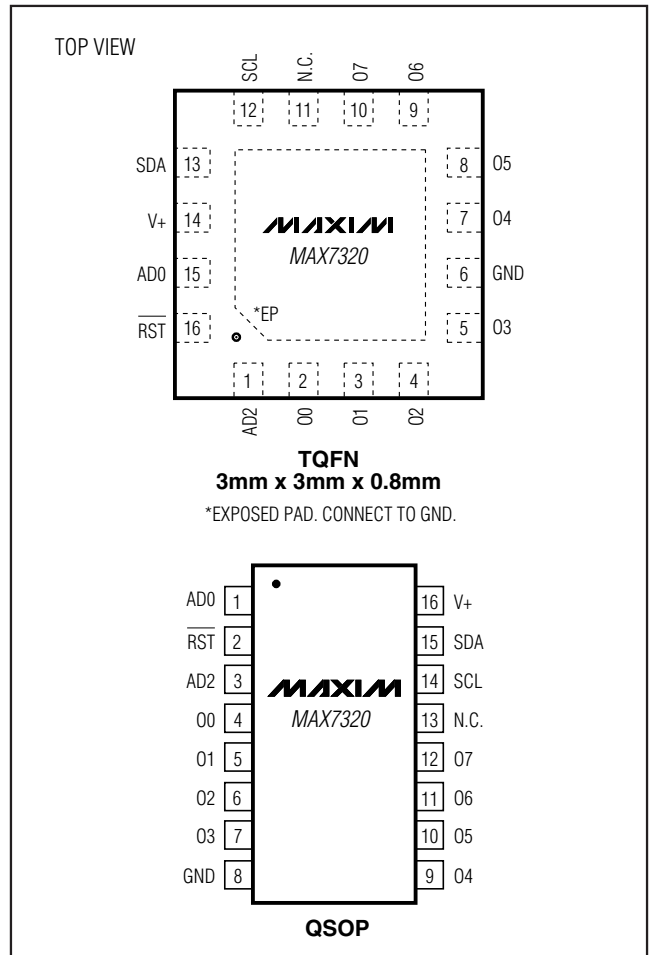 TOP VIEW
SCL N.C. O7 O6
12 11 10 9
SDA 13 8 O5
V+ 14 7 O4
MAXIM
MAX7320
AD0 15 6 GND
*EP
RST 16 5 O3
1 2 3 4
AD2 O0 O1 O2
TQFN
3mm x 3mm x 0.8mm
*EXPOSED PAD. CONNECT TO GND.
AD0 1 16 V+
RST 2 15 SDA
AD2 3 14 SCL
MAXIM
O0 4 13 N.C.
MAX7320
O1 5 12 O7
O2 6 11 O6
O3 7 10 O5
GND 8 9 O4
QSOP